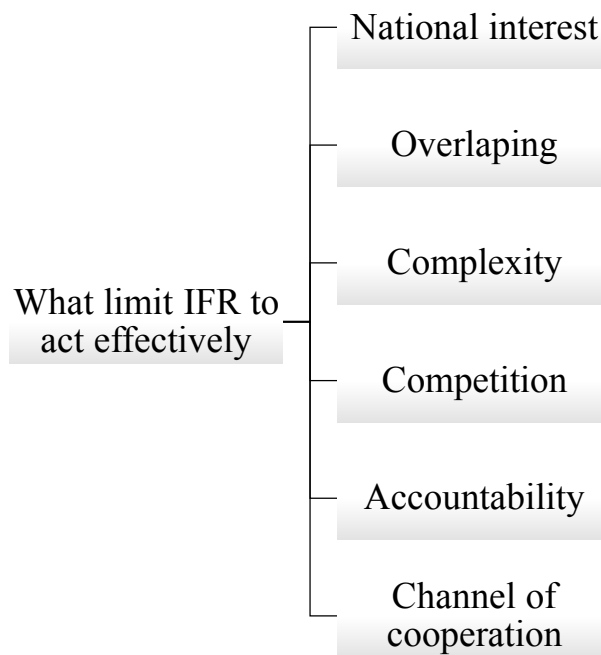 National interest
Overlaping
Complexity
What limit IFR to
act effectively
Competition
Accountability
Channel of
cooperation